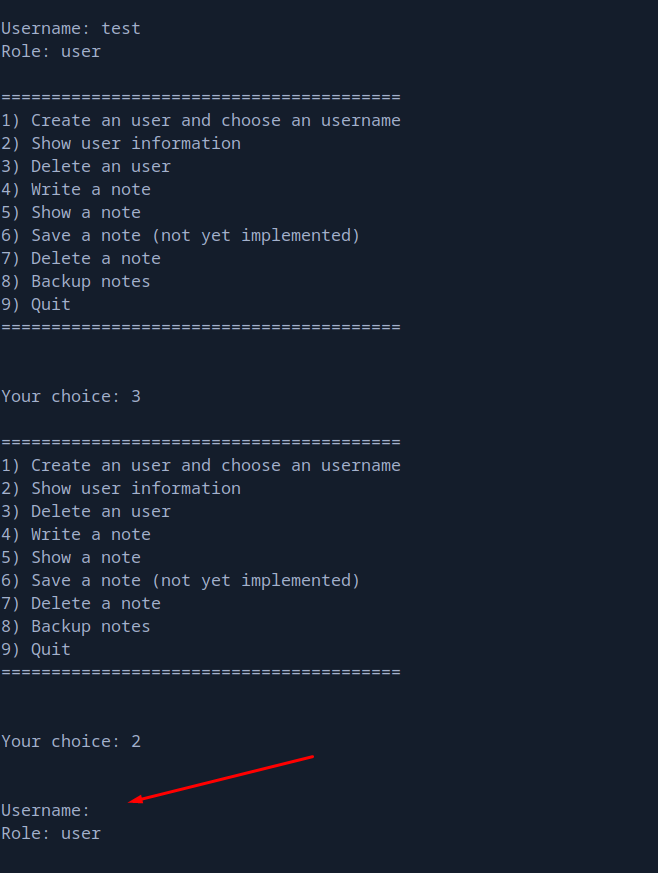 Username: test
Role: user
========================================
1) Create an user and choose an username
2) Show user information
3) Delete an user
4) Write a note
5) Show a note
6) Save a note (not yet implemented)
7) Delete a note
8) Backup notes
9) Quit
========================================
Your choice: 3
========================================
1) Create an user and choose an username
2) Show user information
3) Delete an user
4) Write a note
5) Show a note
6) Save a note (not yet implemented)
7) Delete a note
8) Backup notes
9) Quit
========================================
Your choice: 2
Username:
Role: user